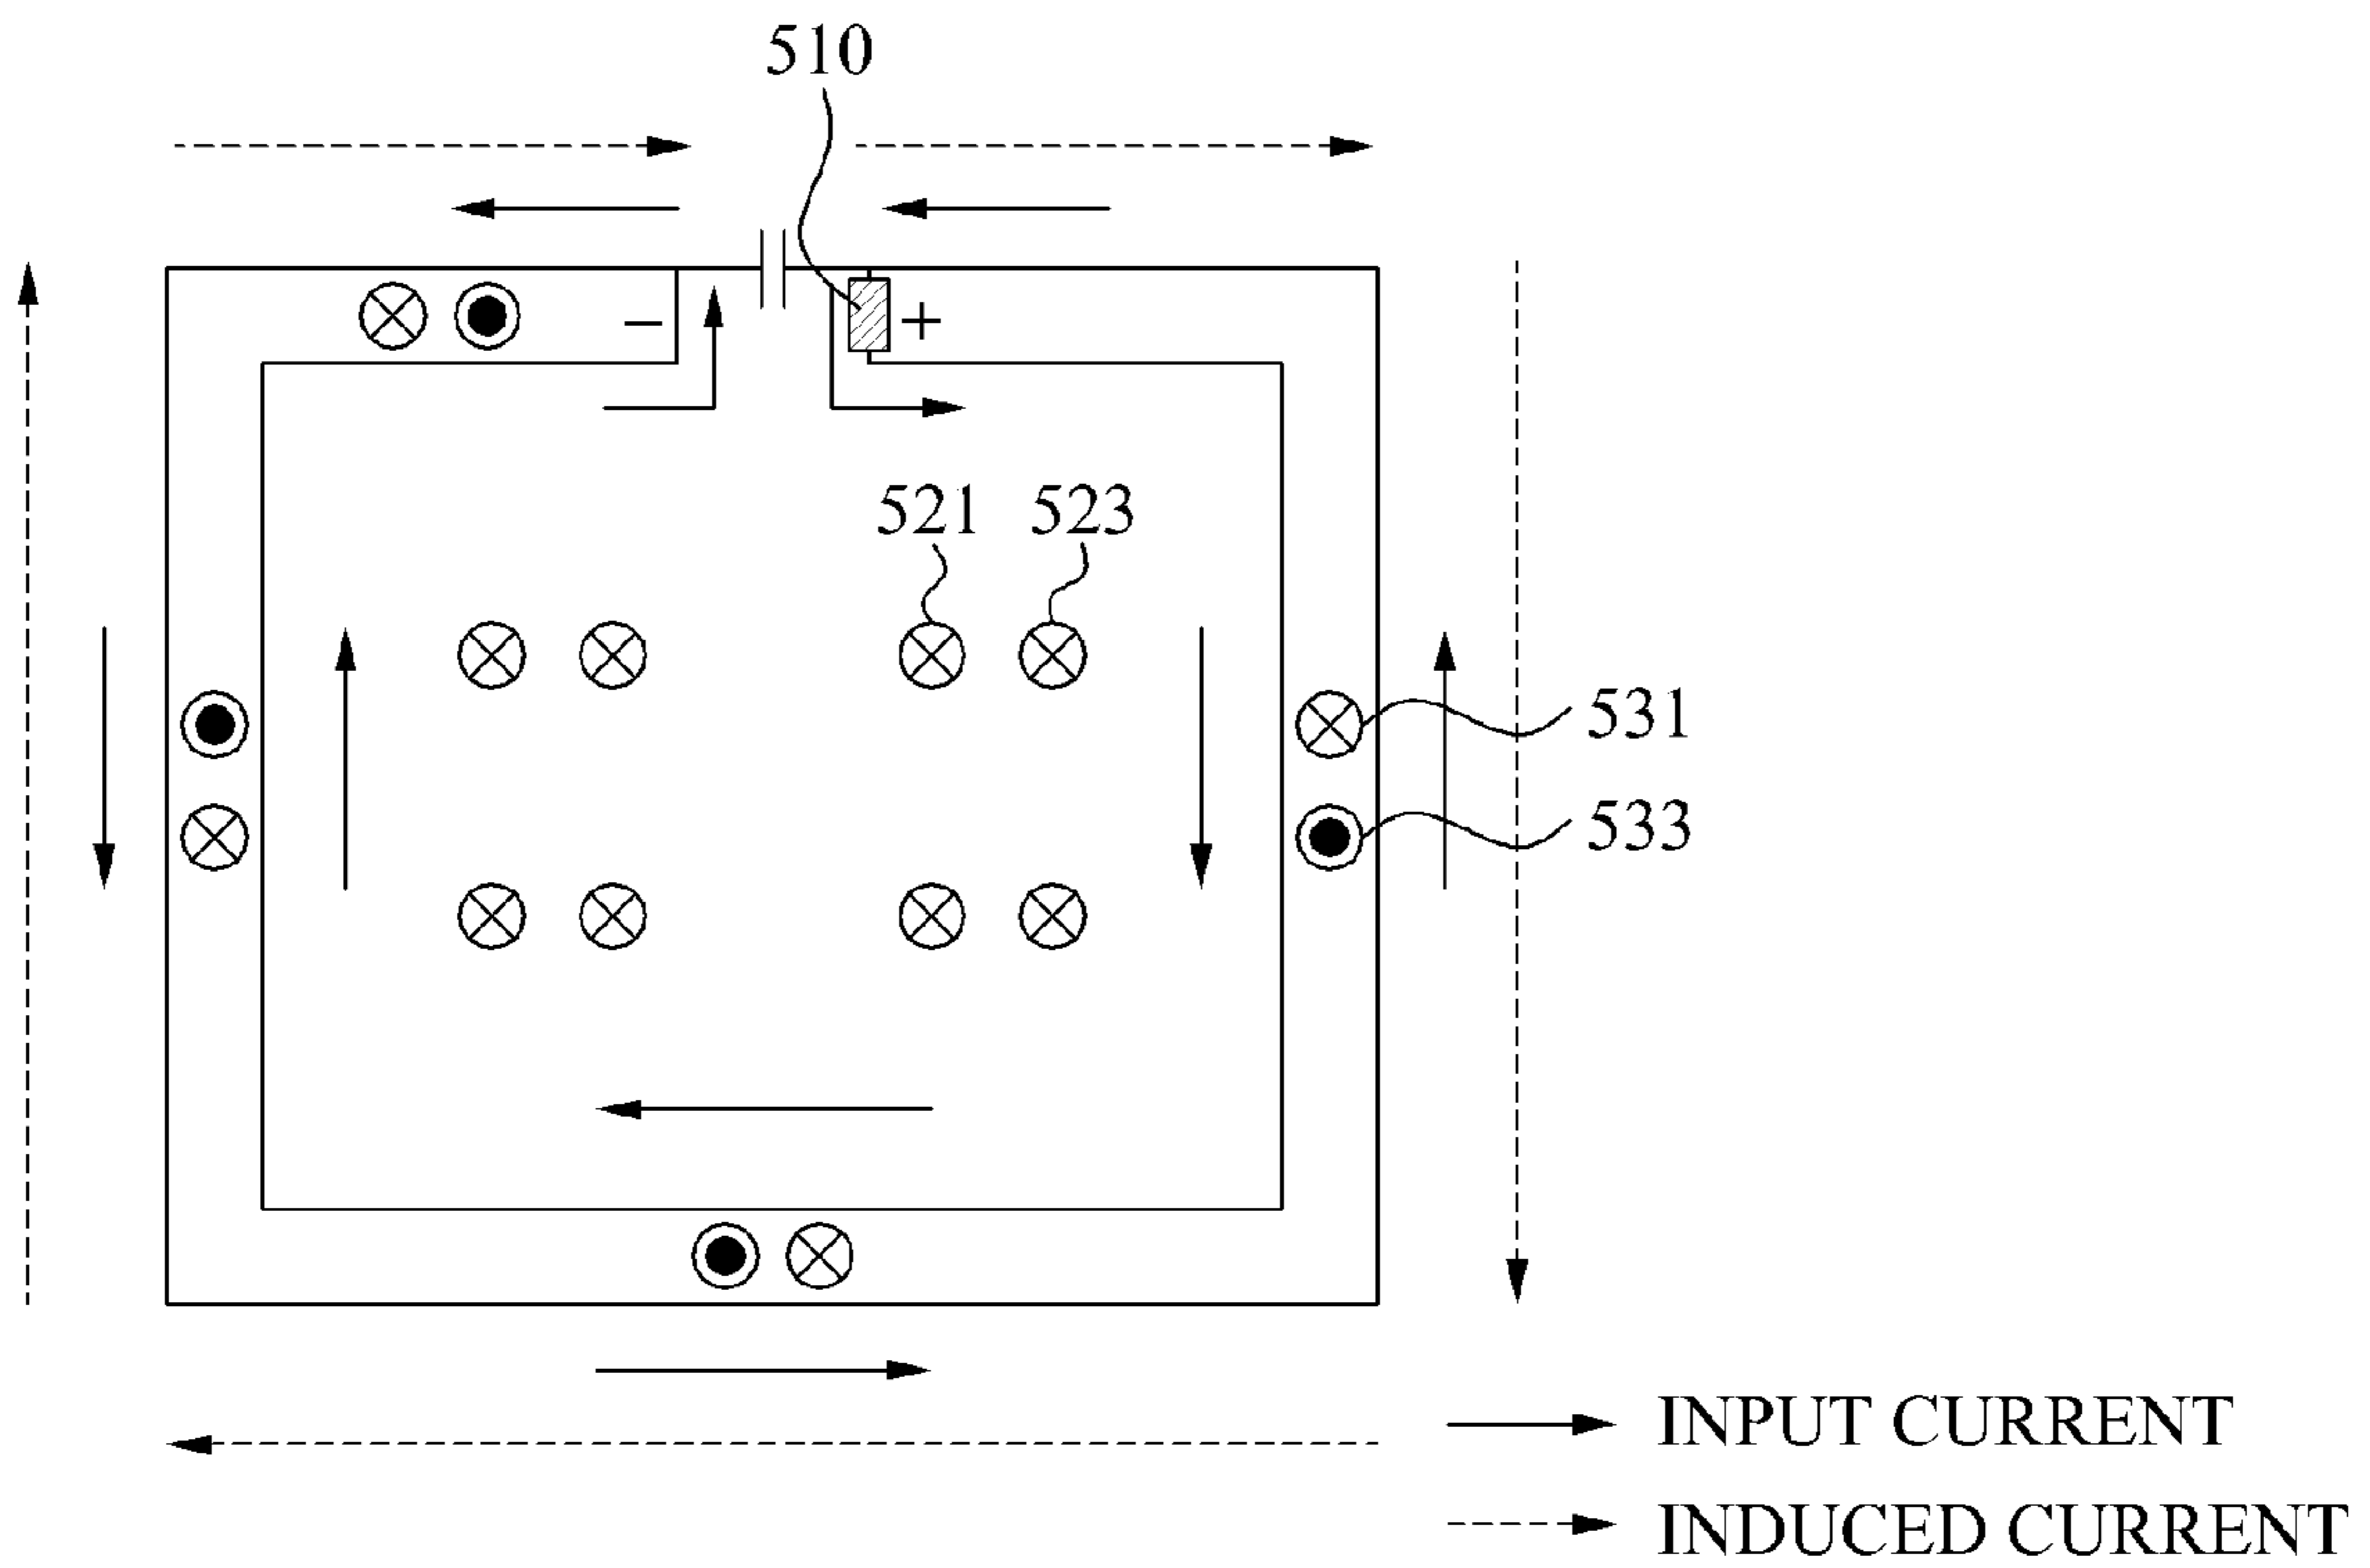 510
− +
521 523
531
533
INPUT CURRENT
INDUCED CURRENT